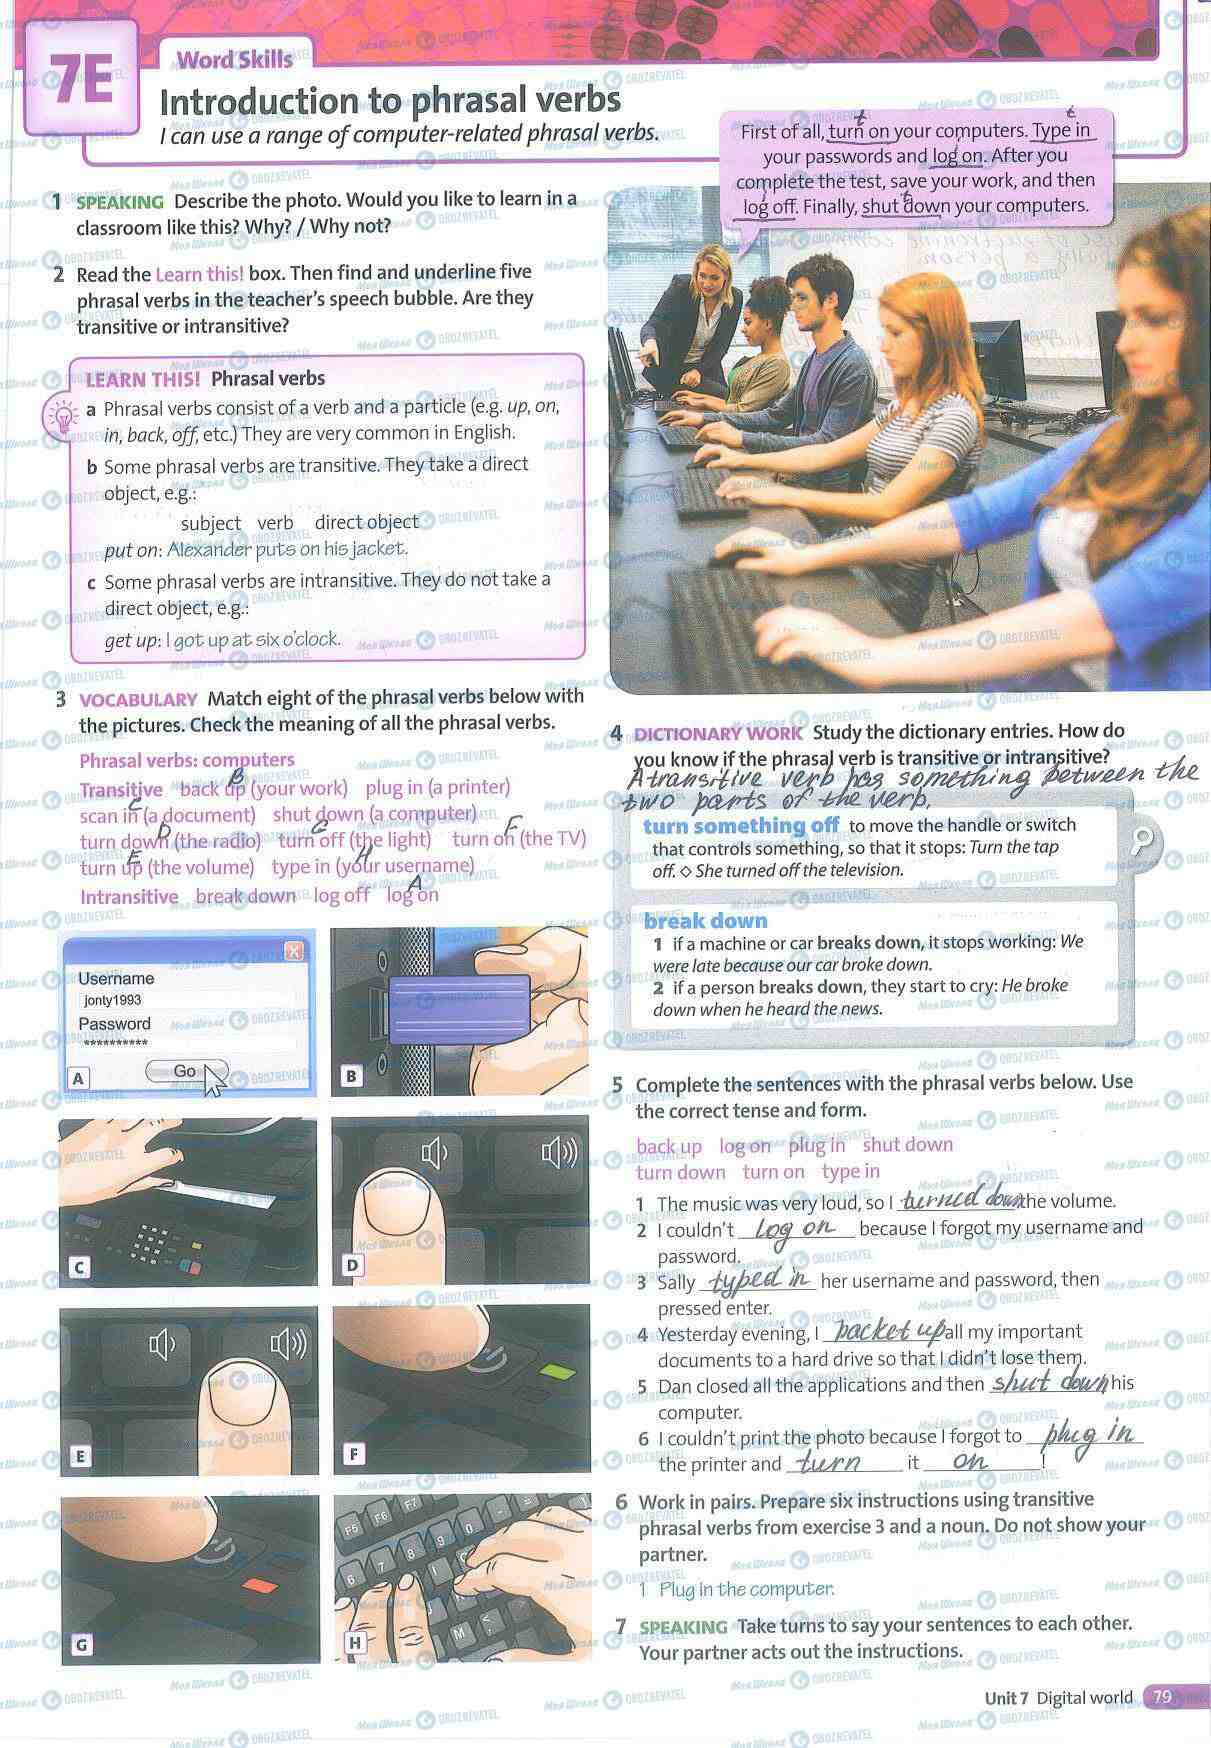 7E
Word Skills
Introduction to phrasal verbs
I can use a range of computer-related phrasal verbs.
First of all, turn on your computers. Type in
your passwords and log on. After you
complete the test, save your work, and then
log off. Finally, shut down your computers.
1 SPEAKING Describe the photo. Would you like to learn in a
classroom like this? Why? / Why not?
2 Read the Learn this! box. Then find and underline five
phrasal verbs in the teacher's speech bubble. Are they
transitive or intransitive?
LEARN THIS! Phrasal verbs
a Phrasal verbs consist of a verb and a particle (e.g. up, on,
in, back, off, etc.) They are very common in English.
b Some phrasal verbs are transitive. They take a direct
object, e.g.:
subject verb direct object
put on: Alexander puts on his jacket.
c Some phrasal verbs are intransitive. They do not take a
direct object, e.g.:
get up: I got up at six o'clock.
3 VOCABULARY Match eight of the phrasal verbs below with
the pictures. Check the meaning of all the phrasal verbs.
Phrasal verbs: computers
B
Transitive back up (your work) plug in (a printer)
C
scan in (a document) shut down (a computer)
D G F
turn down (the radio) turn off (the light) turn on (the TV)
E H
turn up (the volume) type in (your username)
A
Intransitive break down log off log on
Username
jonty1993
Password
**********
Go
A
B
C
D
E
F
G
H
4 DICTIONARY WORK Study the dictionary entries. How do
you know if the phrasal verb is transitive or intransitive?
A transitive verb has something between the
two parts of the verb.
turn something off to move the handle or switch
that controls something, so that it stops: Turn the tap
off. ◇ She turned off the television.
break down
1 if a machine or car breaks down, it stops working: We
were late because our car broke down.
2 if a person breaks down, they start to cry: He broke
down when he heard the news.
5 Complete the sentences with the phrasal verbs below. Use
the correct tense and form.
back up log on plug in shut down
turn down turn on type in
1 The music was very loud, so I turned down the volume.
2 I couldn't log on because I forgot my username and
password.
3 Sally typed in her username and password, then
pressed enter.
4 Yesterday evening, I backet up all my important
documents to a hard drive so that I didn't lose them.
5 Dan closed all the applications and then shut down his
computer.
6 I couldn't print the photo because I forgot to plug in
the printer and turn it on !
6 Work in pairs. Prepare six instructions using transitive
phrasal verbs from exercise 3 and a noun. Do not show your
partner.
1 Plug in the computer.
7 SPEAKING Take turns to say your sentences to each other.
Your partner acts out the instructions.
Unit 7 Digital world 79